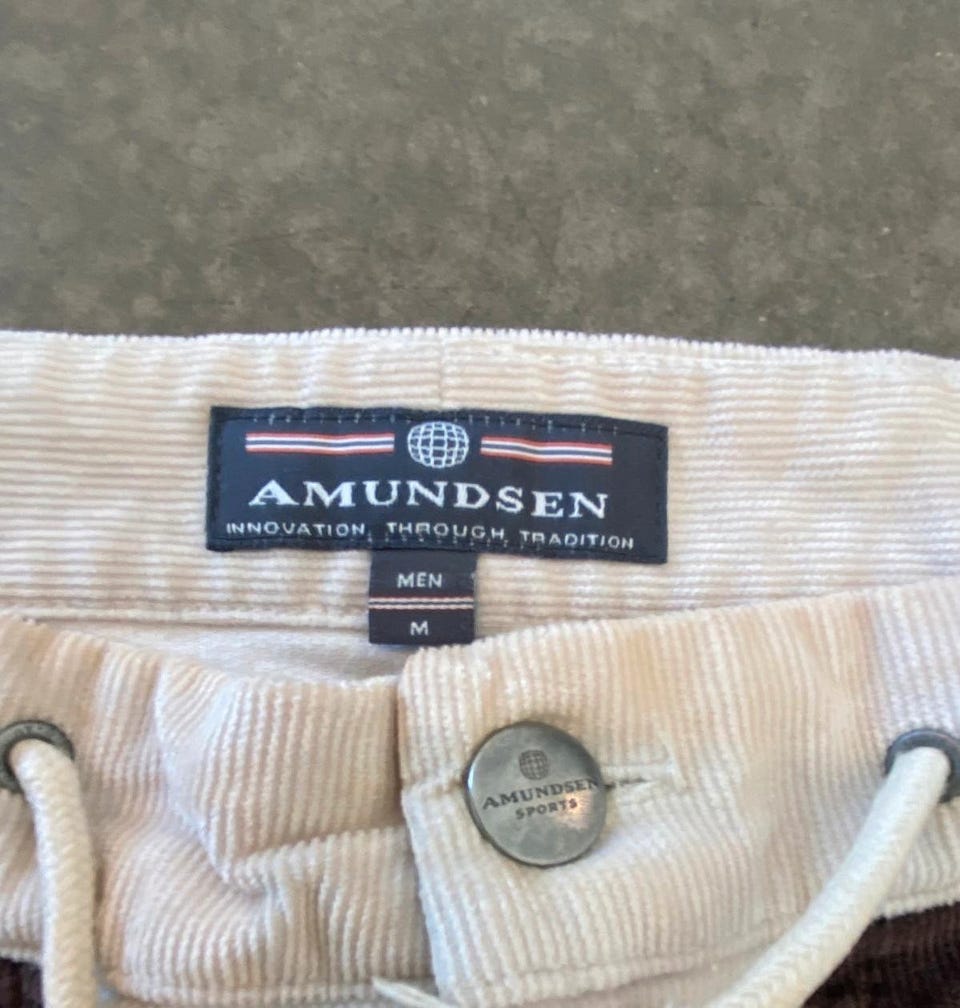 AMUNDSEN
INNOVATION THROUGH TRADITION
MEN
M
AMUNDSEN
SPORTS